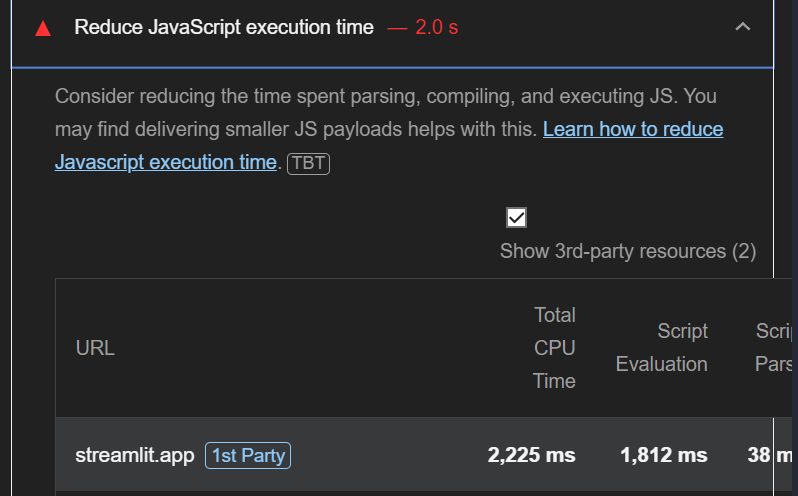 Reduce JavaScript execution time — 2.0 s
Consider reducing the time spent parsing, compiling, and executing JS. You
may find delivering smaller JS payloads helps with this. Learn how to reduce
Javascript execution time. TBT
Show 3rd-party resources (2)
URL
Total
CPU
Time
Script
Evaluation
Scri
Pars
streamlit.app 1st Party 2,225 ms 1,812 ms 38 m